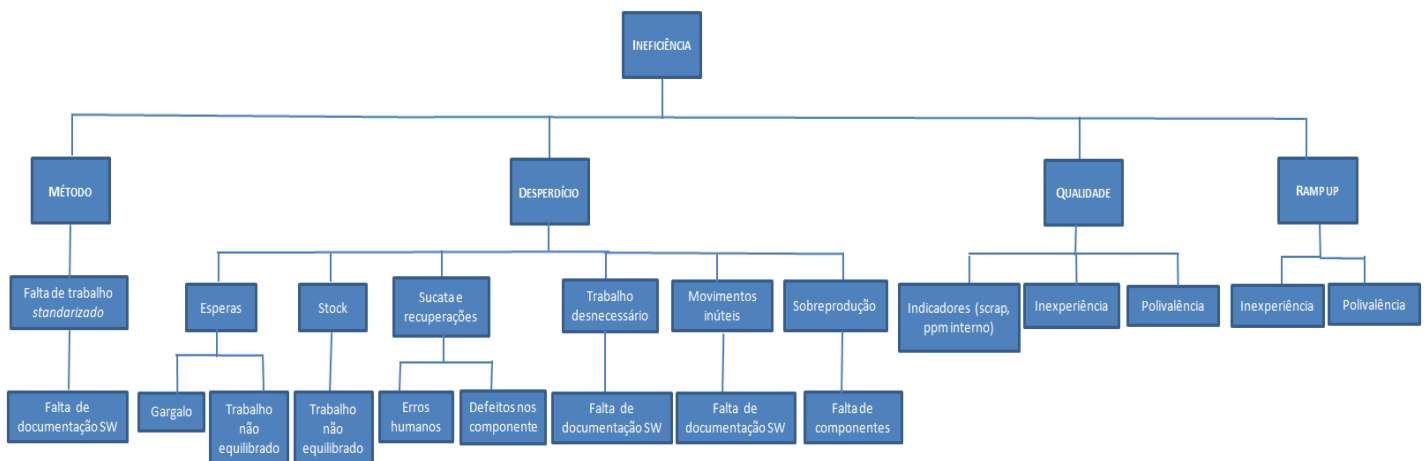 INEFICIÊNCIA
MÉTODO
DESPERDÍCIO
QUALIDADE
RAMP UP
Falta de trabalho
standarizado
Esperas
Stock
Sucata e
recuperações
Trabalho
desnecessário
Movimentos
inúteis
Sobreprodução
Indicadores (scrap,
ppm interno)
Inexperiência
Polivalência
Inexperiência
Polivalência
Falta de
documentação SW
Gargalo
Trabalho
não
equilibrado
Trabalho
não
equilibrado
Erros
humanos
Defeitos nos
componente
Falta de
documentação SW
Falta de
documentação SW
Falta de
componentes